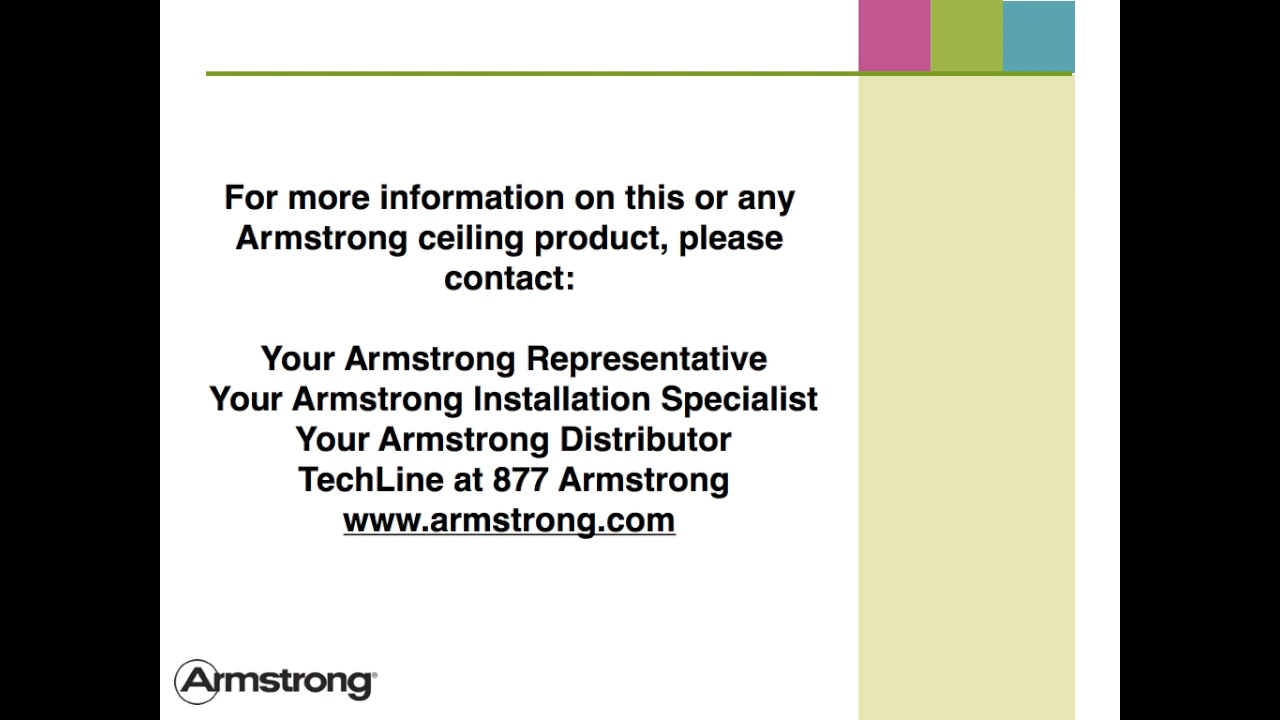 For more information on this or any
Armstrong ceiling product, please
contact:
Your Armstrong Representative
Your Armstrong Installation Specialist
Your Armstrong Distributor
TechLine at 877 Armstrong
www.armstrong.com
Armstrong®